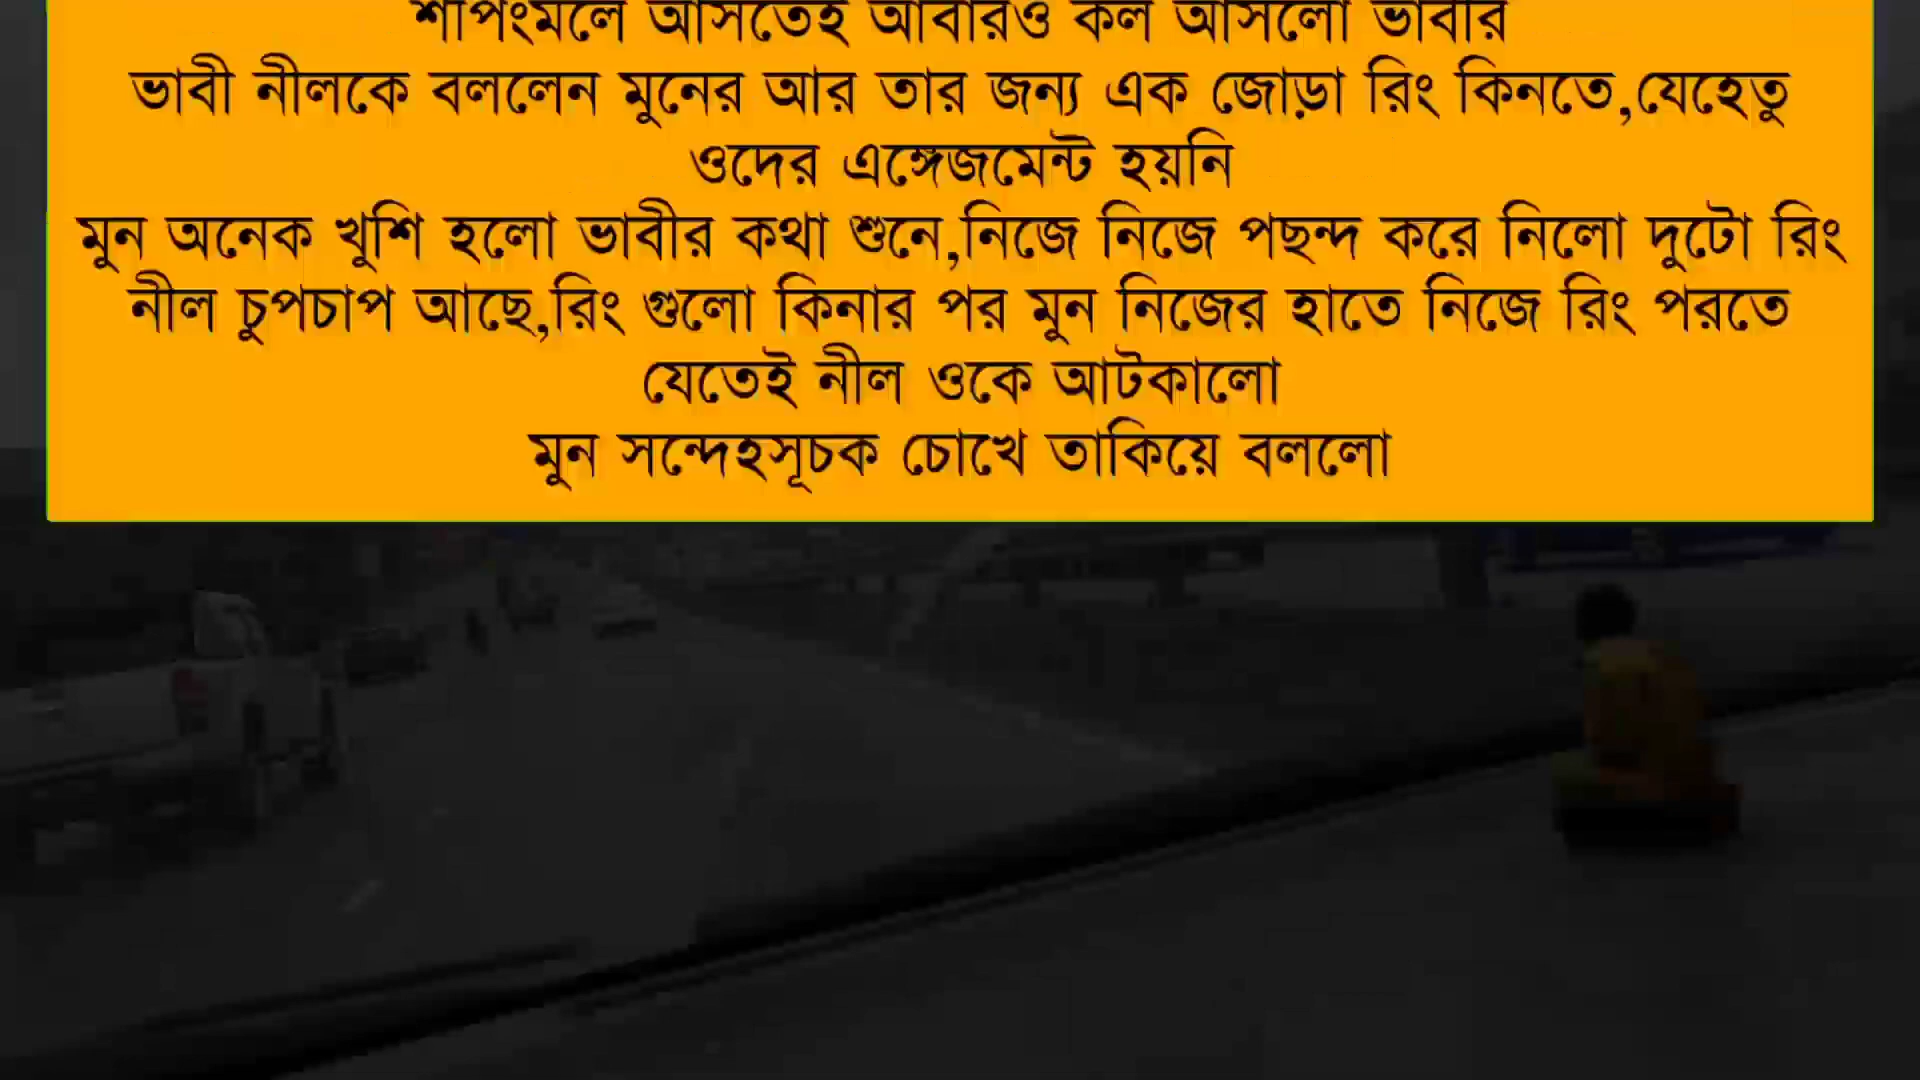 শপিংমলে আসতেই আবারও কল আসলো ভাবীর
ভাবী নীলকে বললেন মুনের আর তার জন্য এক জোড়া রিং কিনতে,যেহেতু
ওদের এঙ্গেজমেন্ট হয়নি
মুন অনেক খুশি হলো ভাবীর কথা শুনে,নিজে নিজে পছন্দ করে নিলো দুটো রিং
নীল চুপচাপ আছে,রিং গুলো কিনার পর মুন নিজের হাতে নিজে রিং পরতে
যেতেই নীল ওকে আটকালো
মুন সন্দেহসূচক চোখে তাকিয়ে বললো